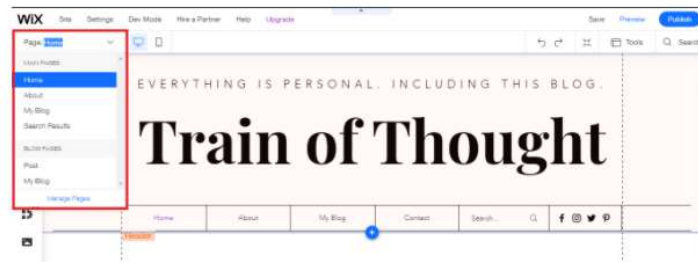 WiX Site Settings Dev Mode Hire a Partner Help Upgrade Save Preview Publish
Page: Home Tools Search
MAIN PAGES
Home
About
My Blog
Search Results
BLOG PAGES
Post
My Blog
Manage Pages
EVERYTHING IS PERSONAL. INCLUDING THIS BLOG.
Train of Thought
Home About My Blog Contact Search...
Header